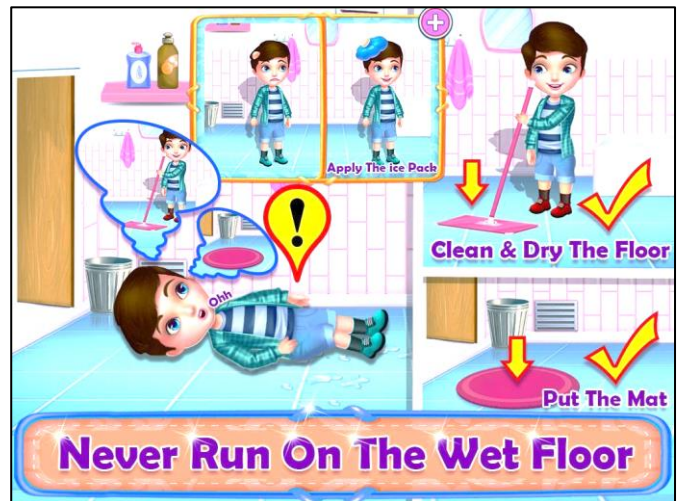 Apply The ice Pack
Clean & Dry The Floor
Ohh
Put The Mat
Never Run On The Wet Floor